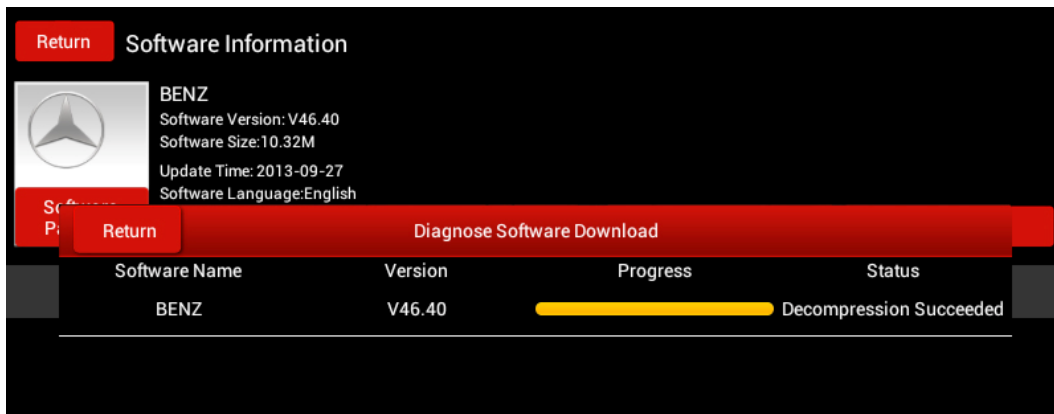 Return Software Information
BENZ
Software Version: V46.40
Software Size:10.32M
Update Time: 2013-09-27
Software Language:English
Return Diagnose Software Download
Software Name Version Progress Status
BENZ V46.40 Decompression Succeeded